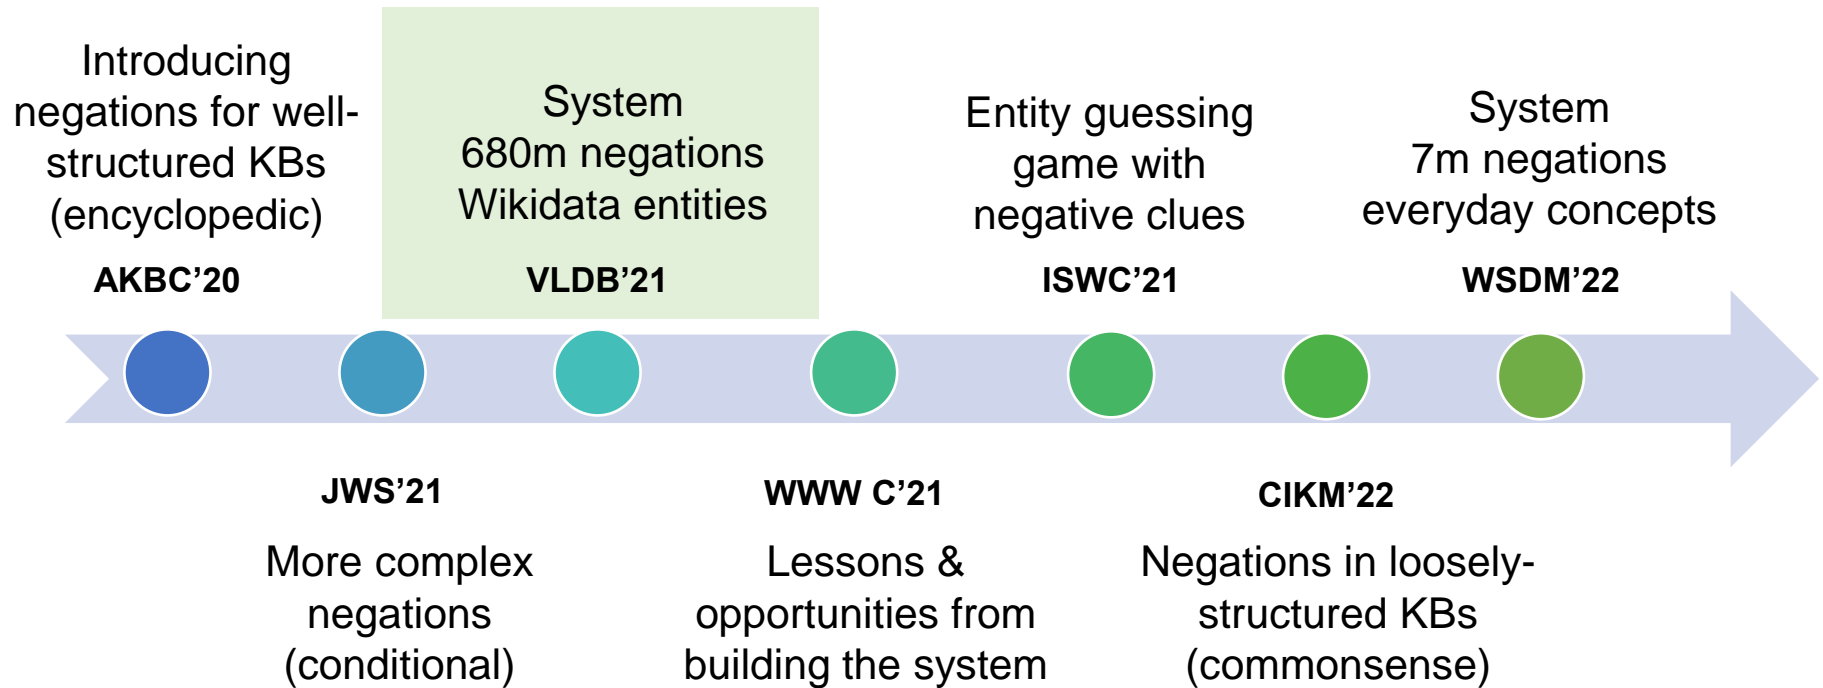 Introducing
negations for well-
structured KBs
(encyclopedic)
AKBC’20
System
680m negations
Wikidata entities
VLDB’21
Entity guessing
game with
negative clues
ISWC’21
System
7m negations
everyday concepts
WSDM’22
JWS’21
More complex
negations
(conditional)
WWW C’21
Lessons &
opportunities from
building the system
CIKM’22
Negations in loosely-
structured KBs
(commonsense)